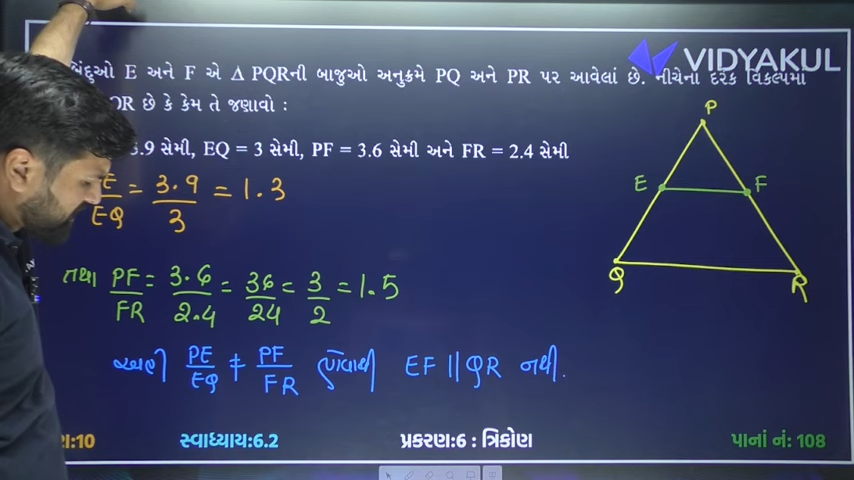 VIDYAKUL
બિંદુઓ E અને F એ Δ PQRની બાજુઓ અનુક્રમે PQ અને PR પર આવેલાં છે. નીચેના દરેક વિકલ્પમાં
QR છે કે કેમ તે જણાવો :
3.9 સેમી, EQ = 3 સેમી, PF = 3.6 સેમી અને FR = 2.4 સેમી
PE/EQ = 3.9/3 = 1.3
તથા PF/FR = 3.6/2.4 = 36/24 = 3/2 = 1.5
અહી PE/EQ ≠ PF/FR હોવાથી EF || QR નથી.
P
E F
Q R
:10 સ્વાધ્યાય:6.2 પ્રકરણ:6 : ત્રિકોણ પાનાં નં: 108